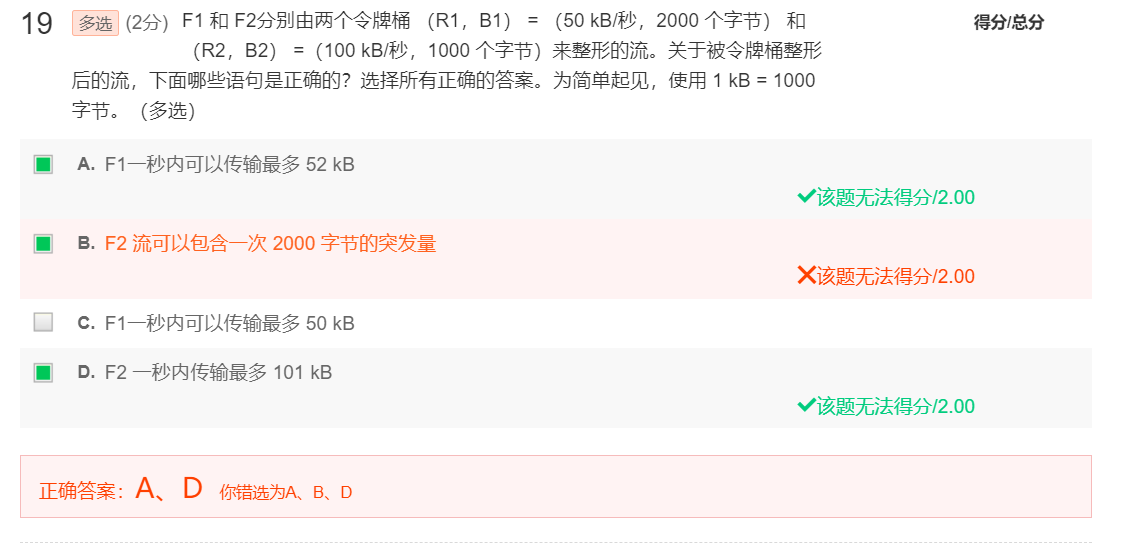 19 多选 (2分) F1 和 F2分别由两个令牌桶 （R1，B1） = （50 kB/秒，2000 个字节） 和 得分/总分
（R2，B2） =（100 kB/秒，1000 个字节）来整形的流。关于被令牌桶整形
后的流，下面哪些语句是正确的？选择所有正确的答案。为简单起见，使用 1 kB = 1000
字节。（多选）
A. F1一秒内可以传输最多 52 kB
该题无法得分/2.00
B. F2 流可以包含一次 2000 字节的突发量
该题无法得分/2.00
C. F1一秒内可以传输最多 50 kB
D. F2 一秒内传输最多 101 kB
该题无法得分/2.00
正确答案：A、D 你错选为A、B、D